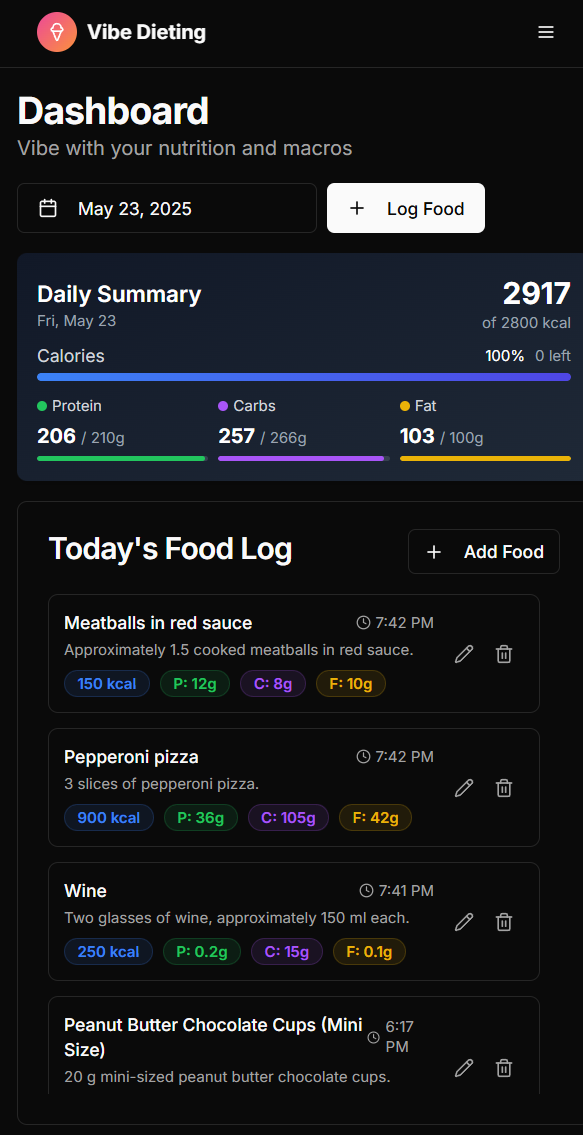 Vibe Dieting
Dashboard
Vibe with your nutrition and macros
May 23, 2025
+ Log Food
Daily Summary
2917
Fri, May 23
of 2800 kcal
Calories
100% 0 left
Protein
Carbs
Fat
206 / 210g
257 / 266g
103 / 100g
Today's Food Log
+ Add Food
Meatballs in red sauce
7:42 PM
Approximately 1.5 cooked meatballs in red sauce.
150 kcal
P: 12g
C: 8g
F: 10g
Pepperoni pizza
7:42 PM
3 slices of pepperoni pizza.
900 kcal
P: 36g
C: 105g
F: 42g
Wine
7:41 PM
Two glasses of wine, approximately 150 ml each.
250 kcal
P: 0.2g
C: 15g
F: 0.1g
Peanut Butter Chocolate Cups (Mini
Size)
6:17
PM
20 g mini-sized peanut butter chocolate cups.